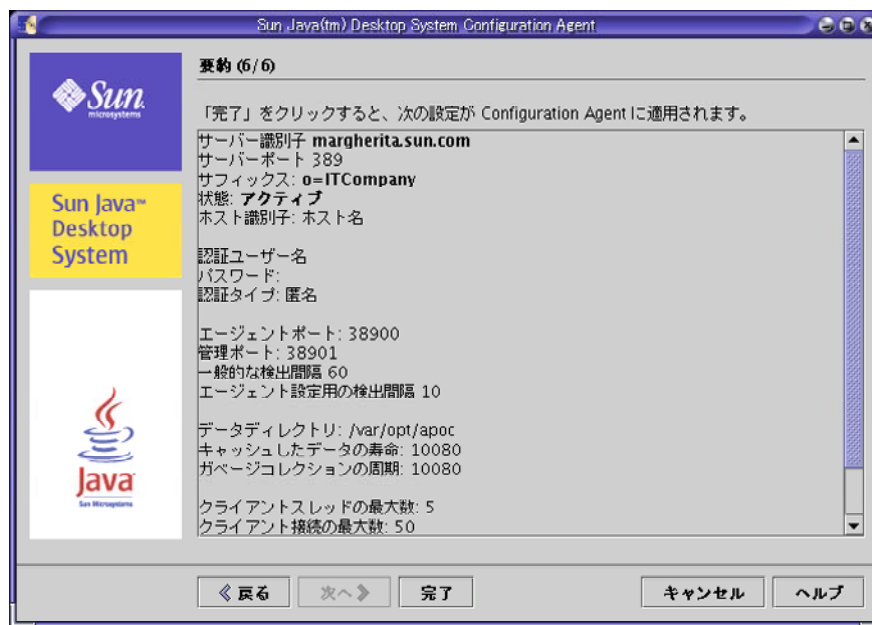 Sun Java(tm) Desktop System Configuration Agent
Sun
microsystems
Sun Java™
Desktop
System
Java
Sun Microsystems
要約 (6/6)
「完了」をクリックすると、次の設定が Configuration Agent に適用されます。
サーバー識別子 margherita.sun.com
サーバーポート 389
サフィックス: o=ITCompany
状態: アクティブ
ホスト識別子: ホスト名
認証ユーザー名
パスワード:
認証タイプ: 匿名
エージェントポート: 38900
管理ポート: 38901
一般的な検出間隔 60
エージェント設定用の検出間隔 10
データディレクトリ: /var/opt/apoc
キャッシュしたデータの寿命: 10080
ガベージコレクションの周期: 10080
クライアントスレッドの最大数: 5
クライアント接続の最大数: 50
戻る
次へ
完了
キャンセル
ヘルプ